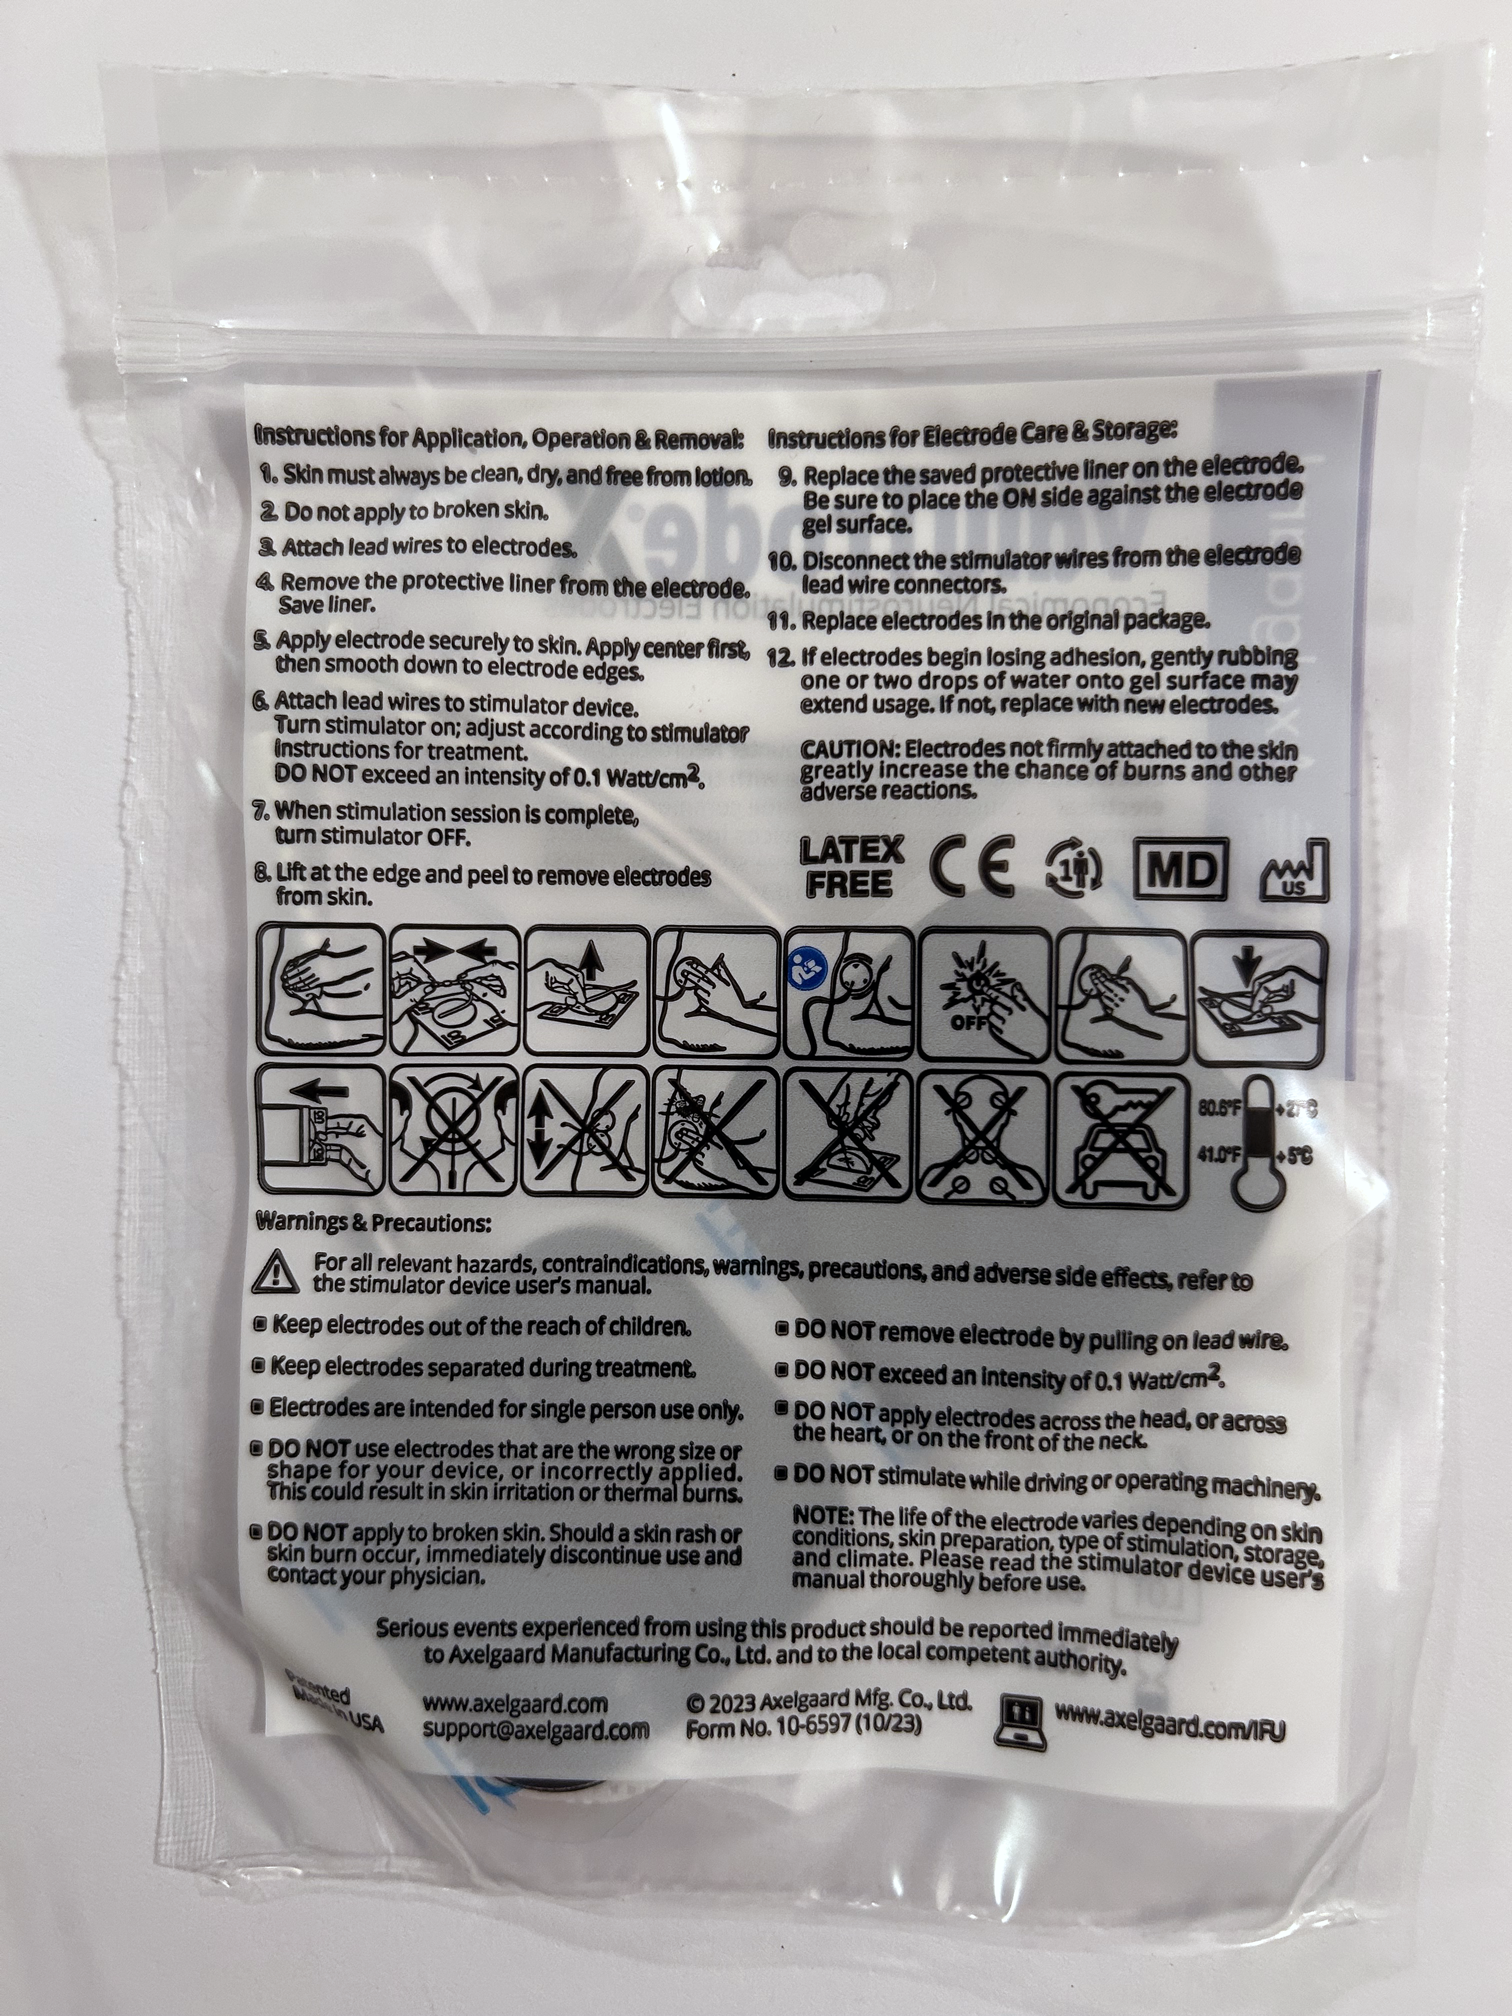 Instructions for Application, Operation & Removal:
1. Skin must always be clean, dry, and free from lotion.
2. Do not apply to broken skin.
3. Attach lead wires to electrodes.
4. Remove the protective liner from the electrode.
Save liner.
5. Apply electrode securely to skin. Apply center first,
then smooth down to electrode edges.
6. Attach lead wires to stimulator device.
Turn stimulator on; adjust according to stimulator
instructions for treatment.
DO NOT exceed an intensity of 0.1 Watt/cm².
7. When stimulation session is complete,
turn stimulator OFF.
8. Lift at the edge and peel to remove electrodes
from skin.
Instructions for Electrode Care & Storage:
9. Replace the saved protective liner on the electrode.
Be sure to place the ON side against the electrode
gel surface.
10. Disconnect the stimulator wires from the electrode
lead wire connectors.
11. Replace electrodes in the original package.
12. If electrodes begin losing adhesion, gently rubbing
one or two drops of water onto gel surface may
extend usage. If not, replace with new electrodes.
CAUTION: Electrodes not firmly attached to the skin
greatly increase the chance of burns and other
adverse reactions.
LATEX
FREE
CE
1
MD
US
OFF
80.6°F +27°C
41.0°F +5°C
Warnings & Precautions:
For all relevant hazards, contraindications, warnings, precautions, and adverse side effects, refer to
the stimulator device user's manual.
Keep electrodes out of the reach of children.
Keep electrodes separated during treatment.
Electrodes are intended for single person use only.
DO NOT use electrodes that are the wrong size or
shape for your device, or incorrectly applied.
This could result in skin irritation or thermal burns.
DO NOT apply to broken skin. Should a skin rash or
skin burn occur, immediately discontinue use and
contact your physician.
DO NOT remove electrode by pulling on lead wire.
DO NOT exceed an intensity of 0.1 Watt/cm².
DO NOT apply electrodes across the head, or across
the heart, or on the front of the neck.
DO NOT stimulate while driving or operating machinery.
NOTE: The life of the electrode varies depending on skin
conditions, skin preparation, type of stimulation, storage,
and climate. Please read the stimulator device user's
manual thoroughly before use.
Serious events experienced from using this product should be reported immediately
to Axelgaard Manufacturing Co., Ltd. and to the local competent authority.
Patented
Made in USA
www.axelgaard.com
support@axelgaard.com
© 2023 Axelgaard Mfg. Co., Ltd.
Form No. 10-6597 (10/23)
www.axelgaard.com/IFU